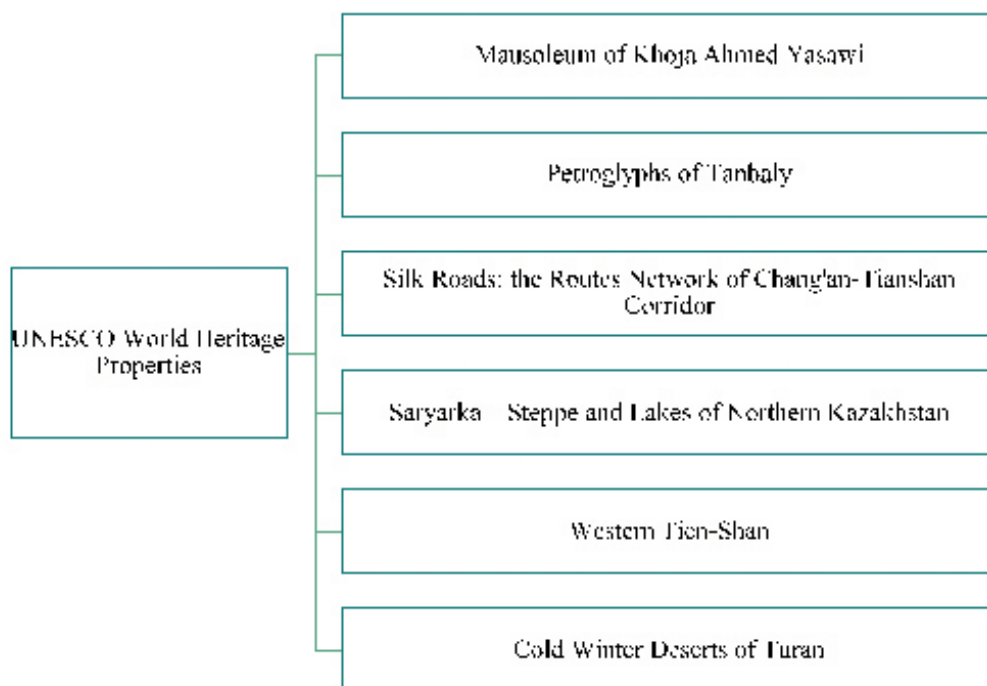 Mausoleum of Khoja Ahmed Yasawi
Petroglyphs of Tanbaly
Silk Roads: the Routes Network of Chang'an-Tianshan
Corridor
UNESCO World Heritage
Properties
Saryarka – Steppe and Lakes of Northern Kazakhstan
Western Tien-Shan
Cold Winter Deserts of Turan